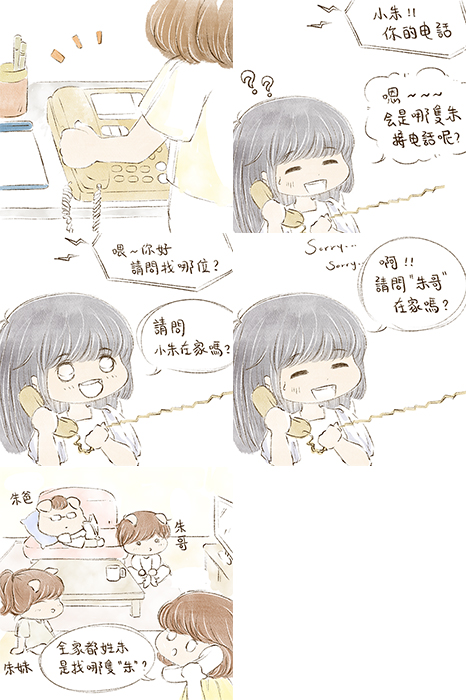 小朱!!
你的电話
??
嗯~~~
会是哪隻朱
接电話呢?
喂~你好
請問找哪位?
請問
小朱在家嗎?
Sorry...
Sorry...
啊!!
請問"朱哥"
在家嗎?
朱爸
朱哥
朱妹
全家都姓朱
是找哪隻"朱"?